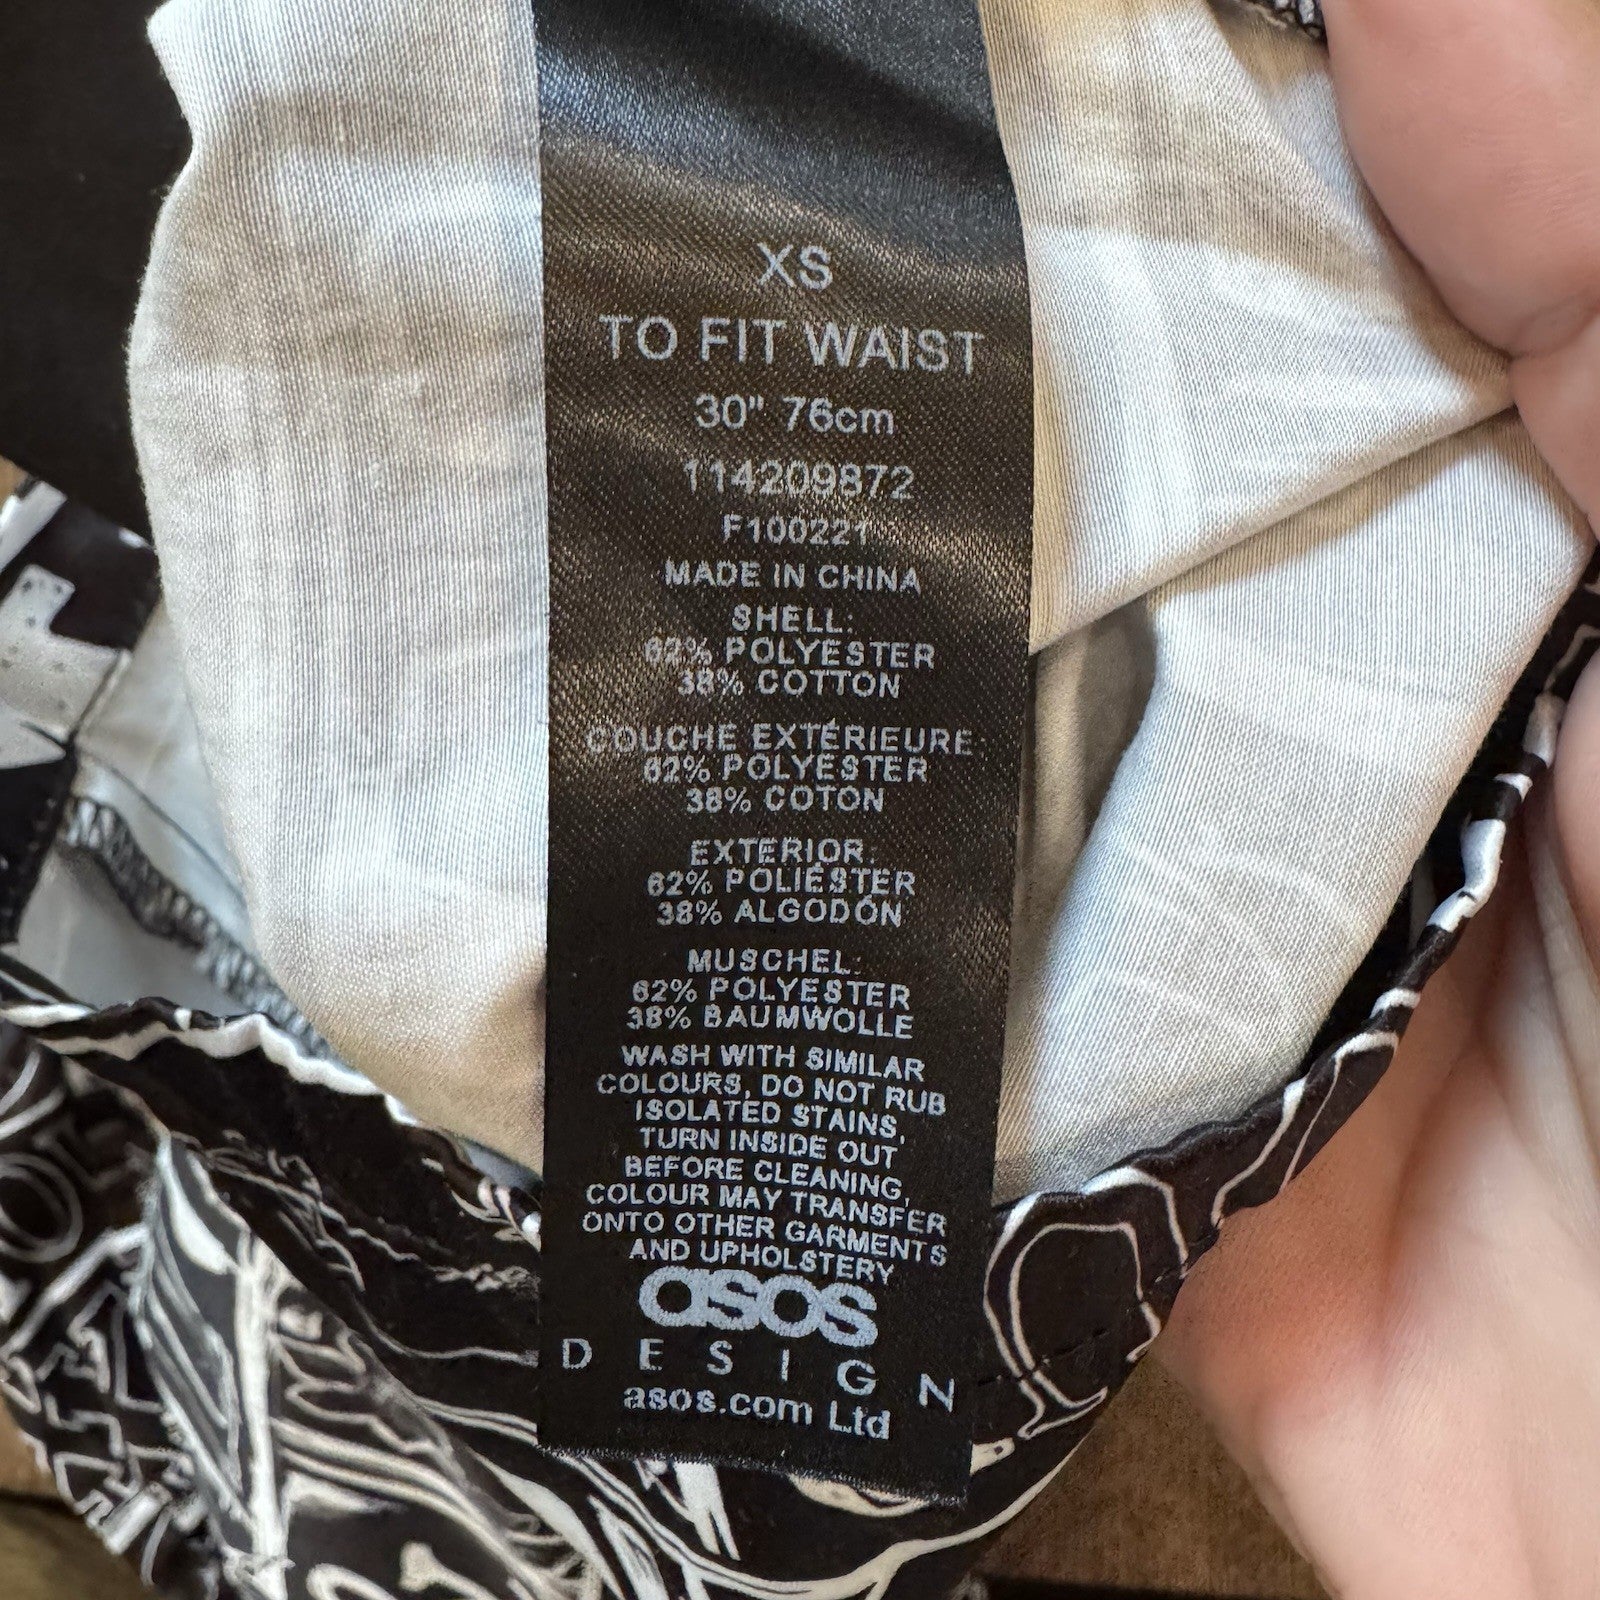 XS
TO FIT WAIST
30" 76cm
114209872
F100221
MADE IN CHINA
SHELL:
62% POLYESTER
38% COTTON
COUCHE EXTÉRIEURE
62% POLYESTER
38% COTON
EXTERIOR:
62% POLIÉSTER
38% ALGODÓN
MUSCHEL:
62% POLYESTER
38% BAUMWOLLE
WASH WITH SIMILAR
COLOURS, DO NOT RUB
ISOLATED STAINS,
TURN INSIDE OUT
BEFORE CLEANING,
COLOUR MAY TRANSFER
ONTO OTHER GARMENTS
AND UPHOLSTERY
asos
DESIGN
asos.com Ltd